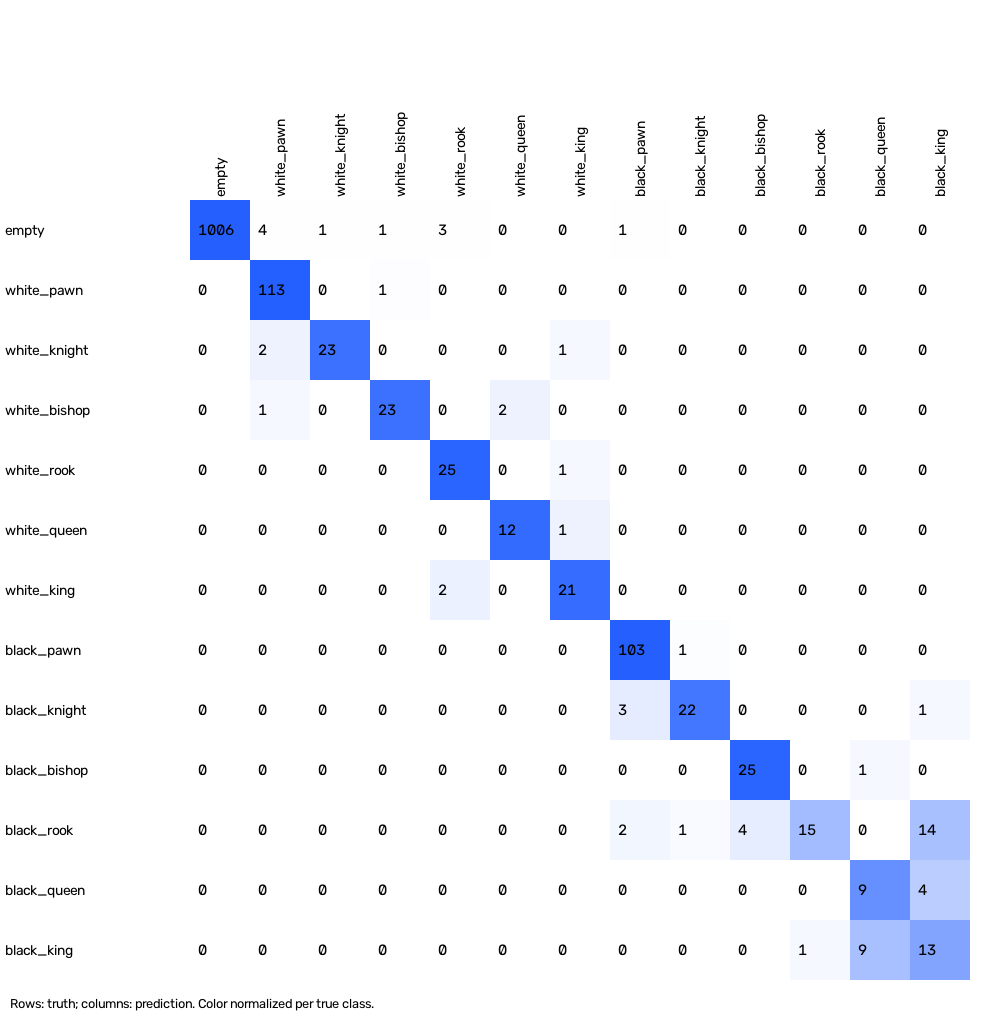 empty white_pawn white_knight white_bishop white_rook white_queen white_king black_pawn black_knight black_bishop black_rook black_queen black_king
empty 1006 4 1 1 3 0 0 1 0 0 0 0 0
white_pawn 0 113 0 1 0 0 0 0 0 0 0 0 0
white_knight 0 2 23 0 0 0 1 0 0 0 0 0 0
white_bishop 0 1 0 23 0 2 0 0 0 0 0 0 0
white_rook 0 0 0 0 25 0 1 0 0 0 0 0 0
white_queen 0 0 0 0 0 12 1 0 0 0 0 0 0
white_king 0 0 0 0 2 0 21 0 0 0 0 0 0
black_pawn 0 0 0 0 0 0 0 103 1 0 0 0 0
black_knight 0 0 0 0 0 0 0 3 22 0 0 0 1
black_bishop 0 0 0 0 0 0 0 0 0 25 0 1 0
black_rook 0 0 0 0 0 0 0 2 1 4 15 0 14
black_queen 0 0 0 0 0 0 0 0 0 0 0 9 4
black_king 0 0 0 0 0 0 0 0 0 0 1 9 13
Rows: truth; columns: prediction. Color normalized per true class.